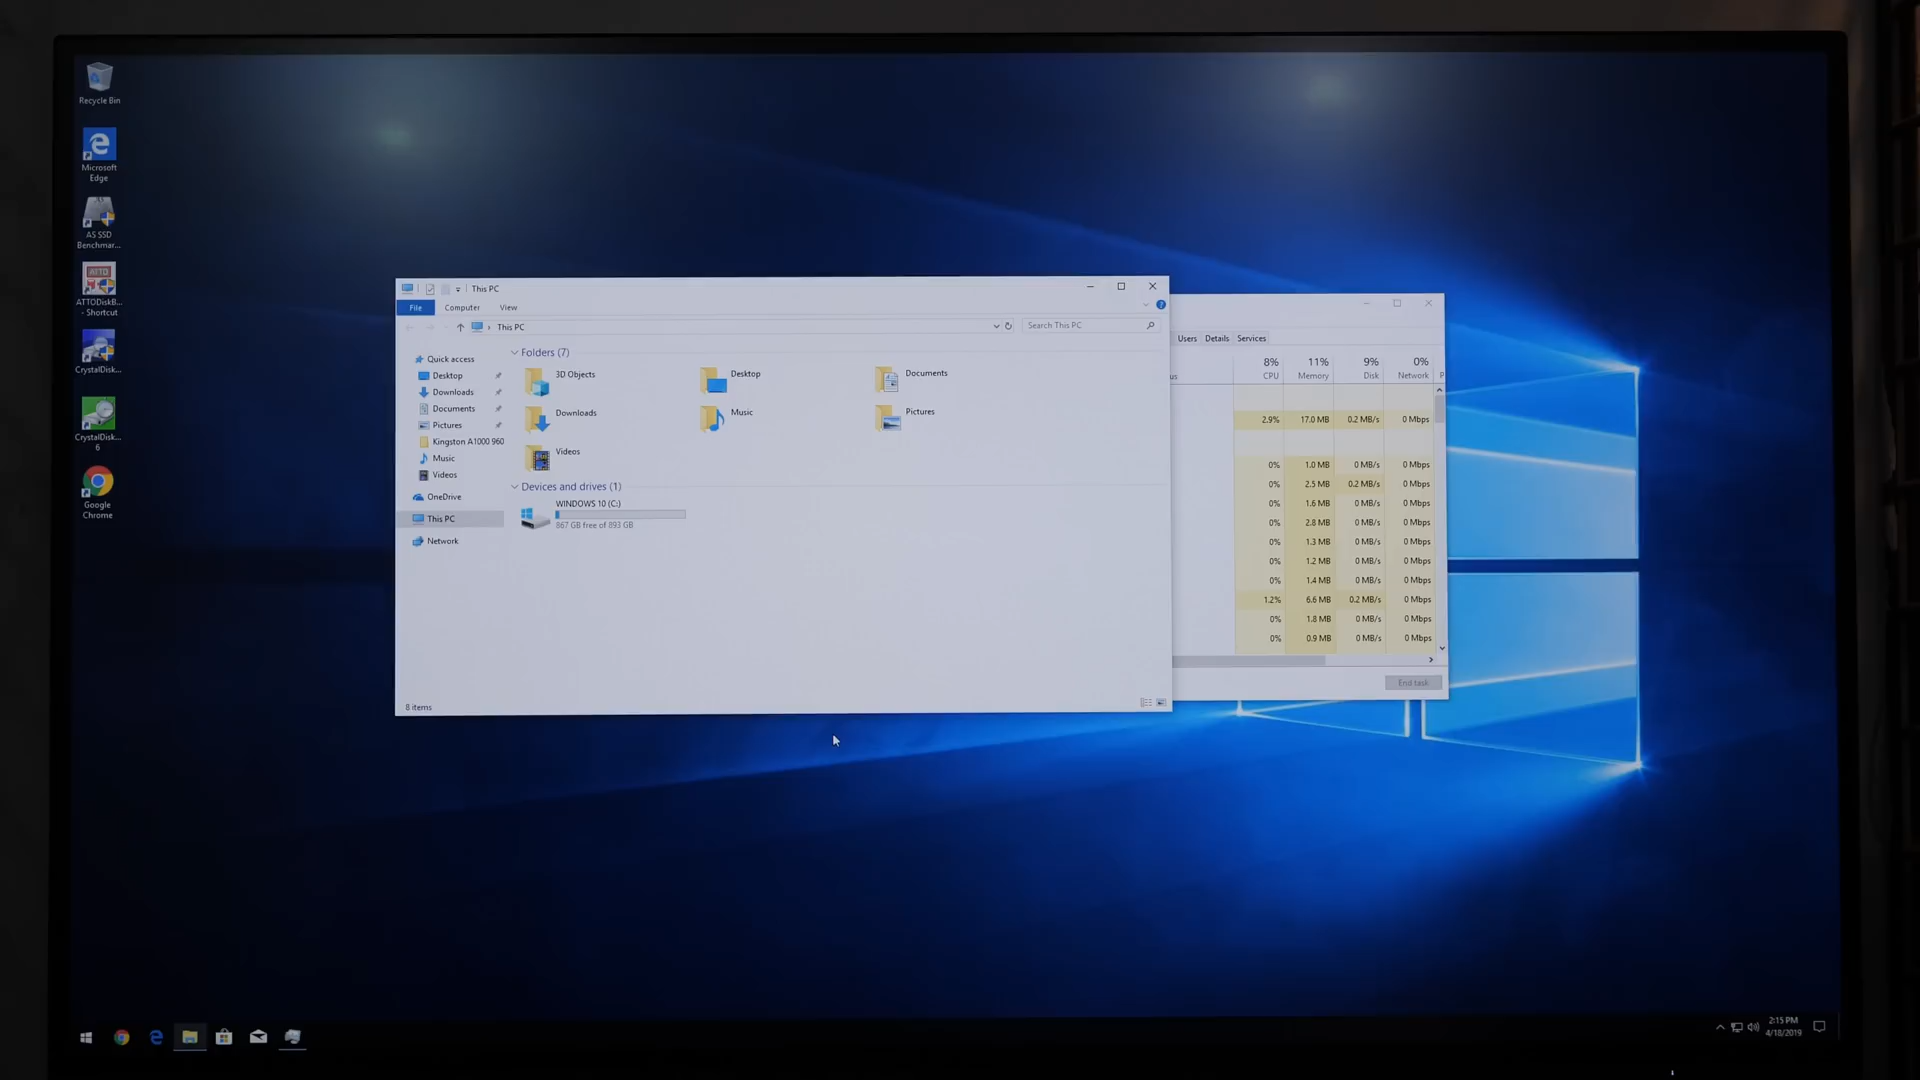 Recycle Bin
Microsoft
Edge
AS SSD
Benchmar...
ATTO
ATTODiskB...
- Shortcut
CrystalDisk...
CrystalDisk...
6
Google
Chrome
This PC
File
Computer
View
This PC
Search This PC
Quick access
Desktop
Downloads
Documents
Pictures
Kingston A1000 960
Music
Videos
OneDrive
This PC
Network
Folders (7)
3D Objects
Desktop
Documents
Downloads
Music
Pictures
Videos
Devices and drives (1)
WINDOWS 10 (C:)
867 GB free of 893 GB
8 items
Users
Details
Services
8% 11% 9% 0%
us CPU Memory Disk Network P
2.9% 17.0 MB 0.2 MB/s 0 Mbps
0% 1.0 MB 0 MB/s 0 Mbps
0% 2.5 MB 0.2 MB/s 0 Mbps
0% 1.6 MB 0 MB/s 0 Mbps
0% 2.8 MB 0 MB/s 0 Mbps
0% 1.3 MB 0 MB/s 0 Mbps
0% 1.2 MB 0 MB/s 0 Mbps
0% 1.4 MB 0 MB/s 0 Mbps
1.2% 6.6 MB 0.2 MB/s 0 Mbps
0% 1.8 MB 0 MB/s 0 Mbps
0% 0.9 MB 0 MB/s 0 Mbps
End task
2:15 PM
4/18/2019